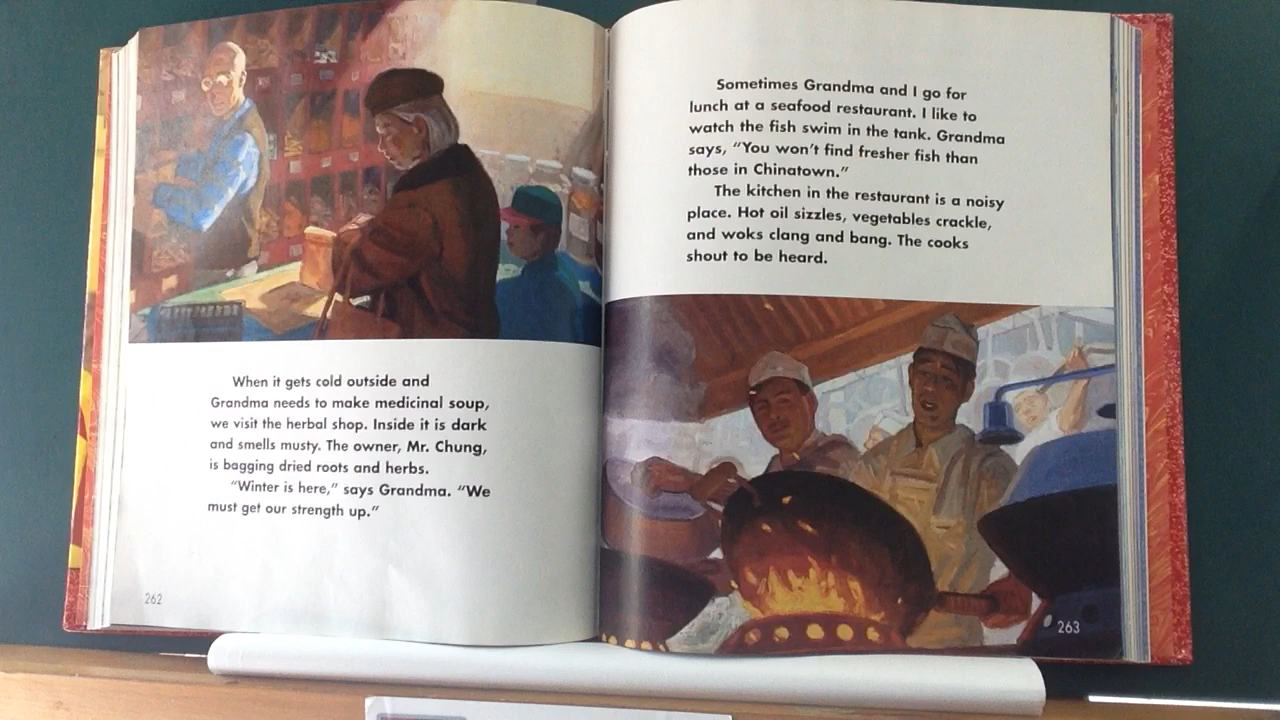 When it gets cold outside and
Grandma needs to make medicinal soup,
we visit the herbal shop. Inside it is dark
and smells musty. The owner, Mr. Chung,
is bagging dried roots and herbs.
“Winter is here,” says Grandma. “We
must get our strength up.”
262
Sometimes Grandma and I go for
lunch at a seafood restaurant. I like to
watch the fish swim in the tank. Grandma
says, “You won’t find fresher fish than
those in Chinatown.”
The kitchen in the restaurant is a noisy
place. Hot oil sizzles, vegetables crackle,
and woks clang and bang. The cooks
shout to be heard.
263